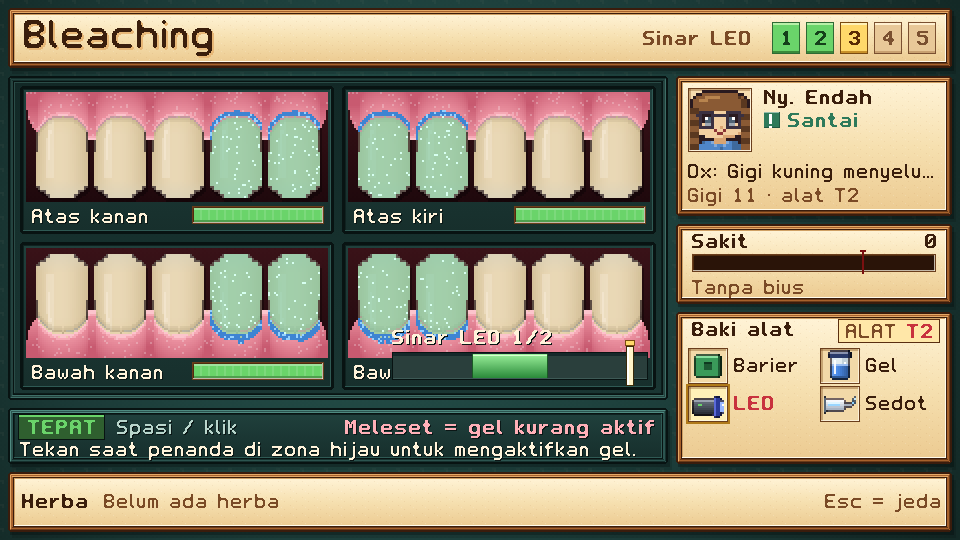 Bleaching
Sinar LED 1 2 3 4 5
Atas kanan
Atas kiri
Bawah kanan
Baw
Sinar LED 1/2
TEPAT Spasi / klik Meleset = gel kurang aktif
Tekan saat penanda di zona hijau untuk mengaktifkan gel.
Ny. Endah
Santai
Dx: Gigi kuning menyelu…
Gigi 11 · alat T2
Sakit 0
Tanpa bius
Baki alat ALAT T2
Barier Gel
LED Sedot
Herba Belum ada herba Esc = jeda